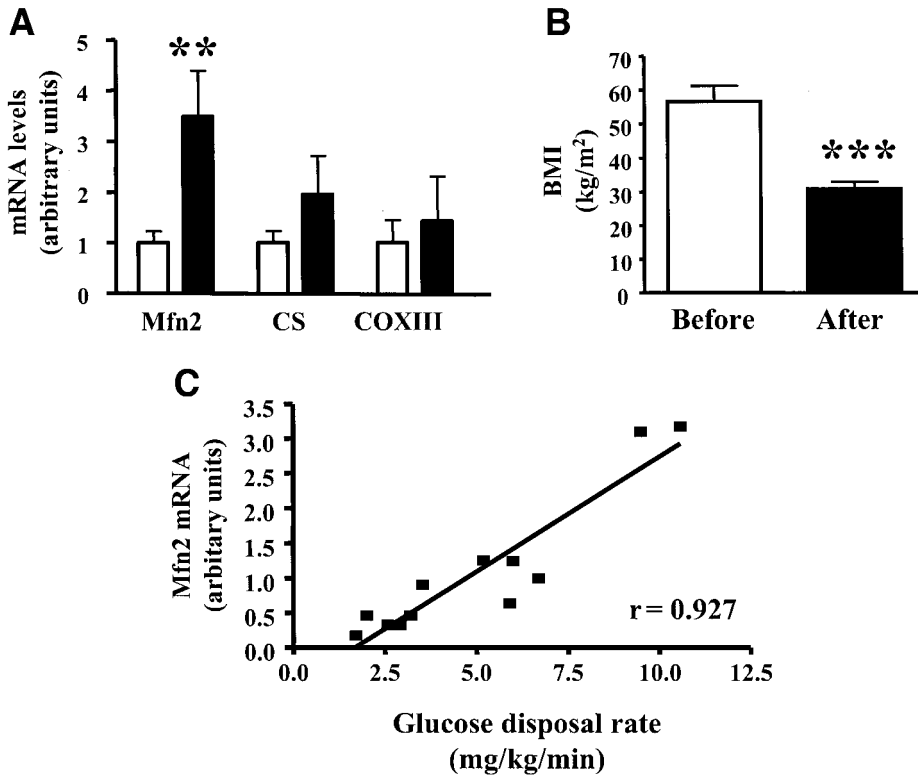 A
mRNA levels
(arbitrary units)
5
4
3
2
1
0
**
Mfn2 CS COXIII
B
BMI
(kg/m²)
70
60
50
40
30
20
10
0
***
Before After
C
Mfn2 mRNA
(arbitary units)
3.5
3.0
2.5
2.0
1.5
1.0
0.5
0.0
r = 0.927
0.0 2.5 5.0 7.5 10.0 12.5
Glucose disposal rate
(mg/kg/min)